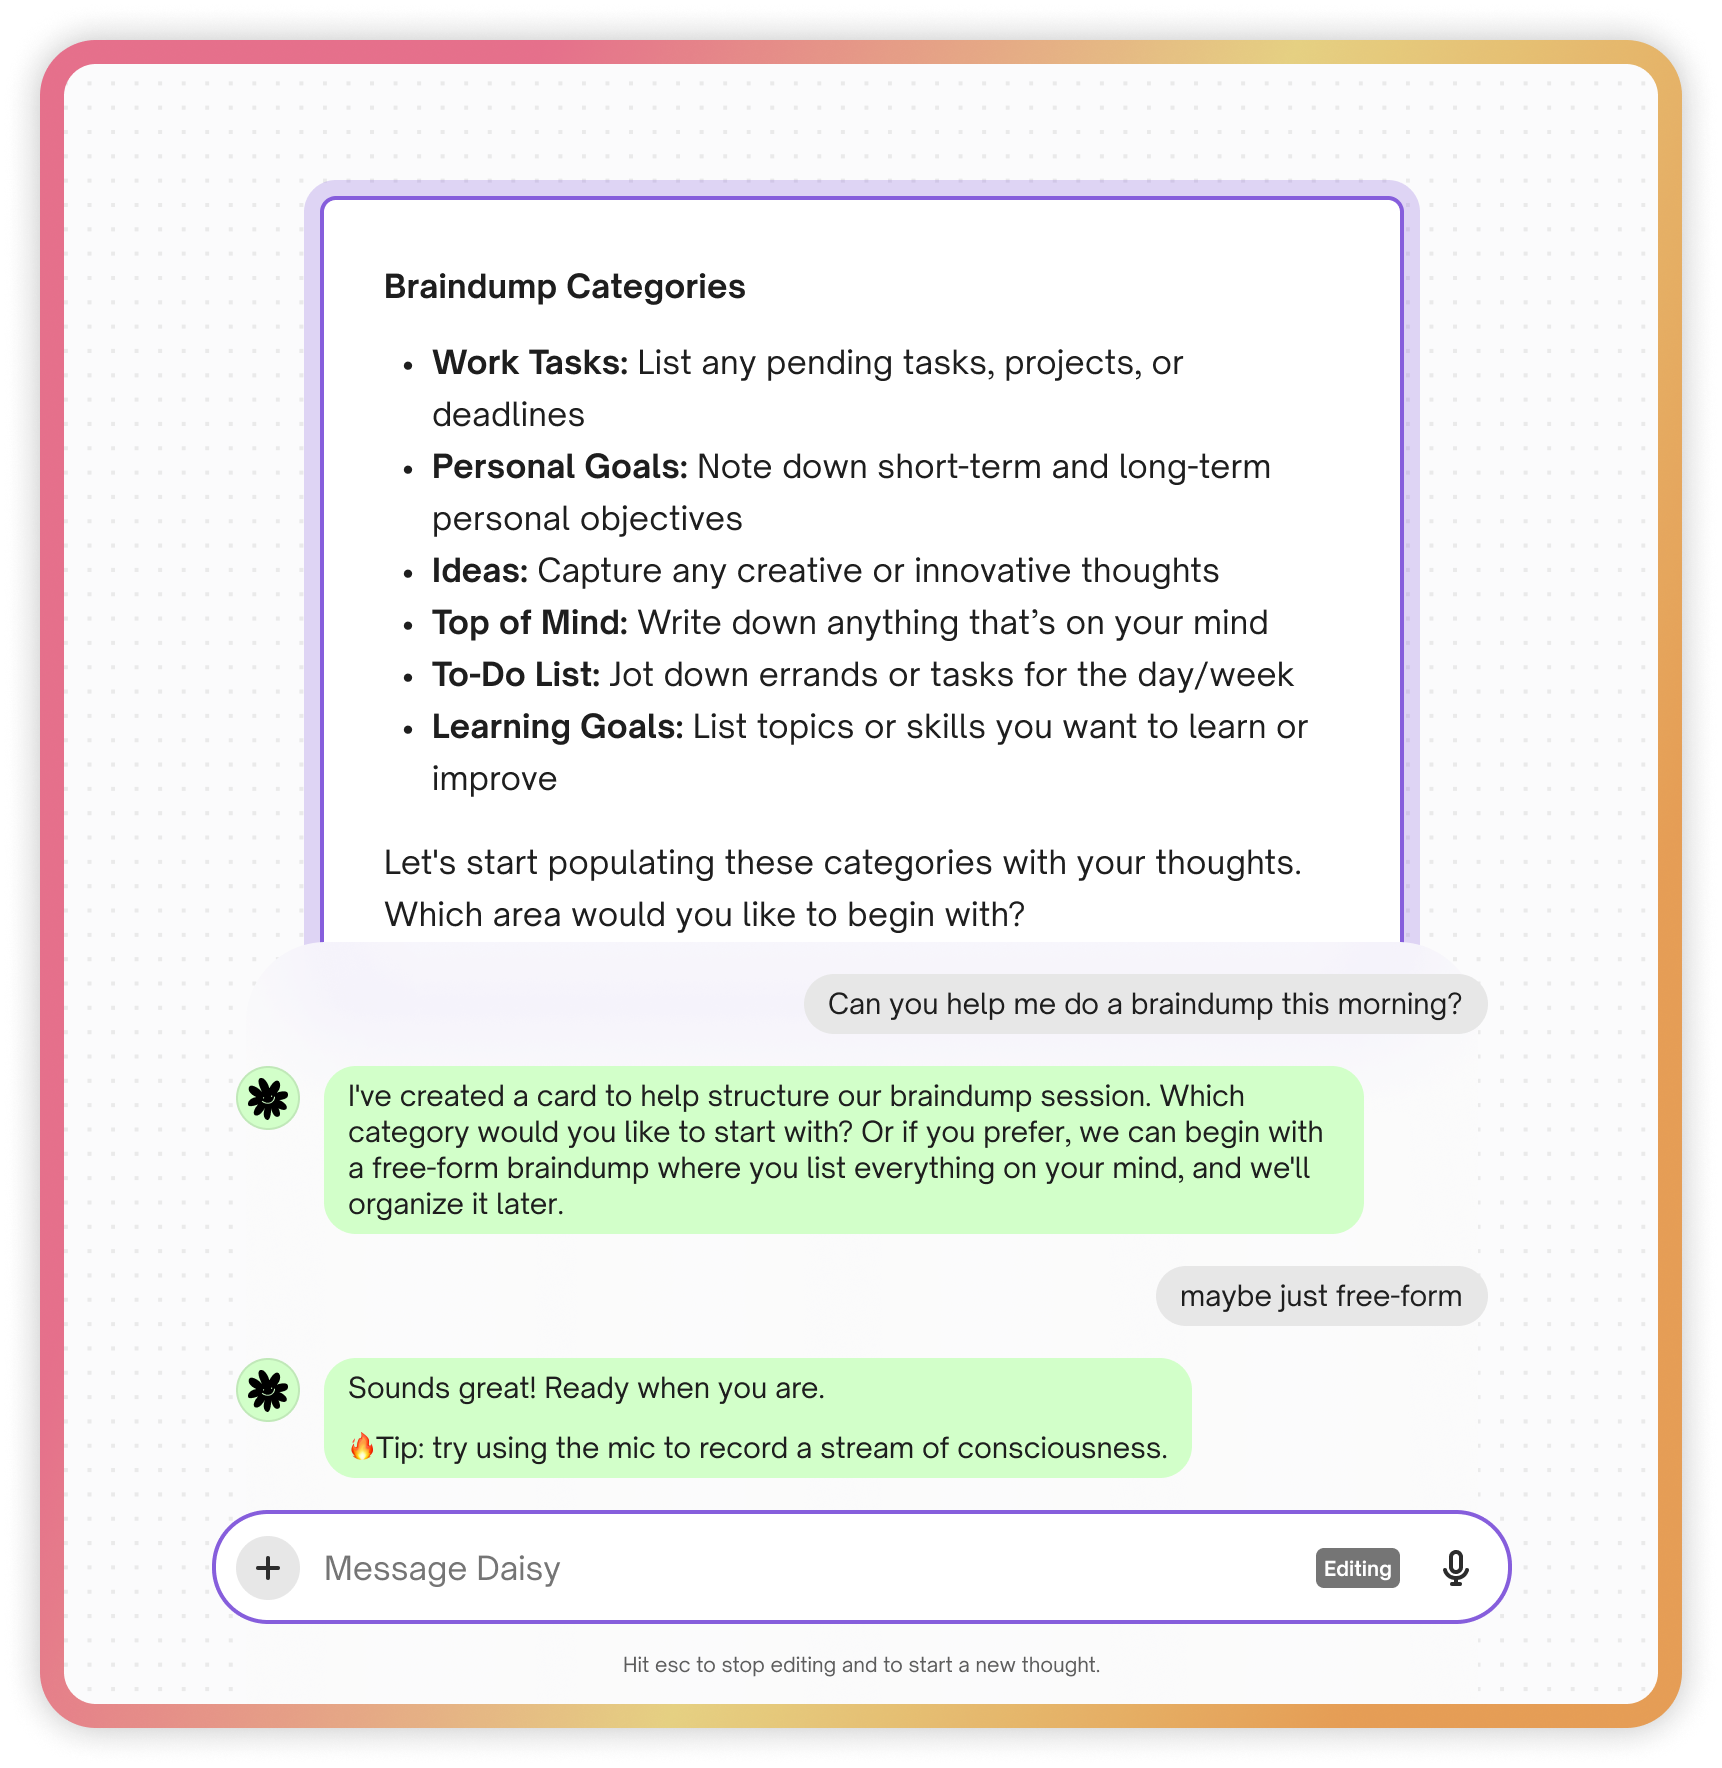 Braindump Categories
• Work Tasks: List any pending tasks, projects, or
deadlines
• Personal Goals: Note down short-term and long-term
personal objectives
• Ideas: Capture any creative or innovative thoughts
• Top of Mind: Write down anything that’s on your mind
• To-Do List: Jot down errands or tasks for the day/week
• Learning Goals: List topics or skills you want to learn or
improve
Let's start populating these categories with your thoughts.
Which area would you like to begin with?
Can you help me do a braindump this morning?
I've created a card to help structure our braindump session. Which
category would you like to start with? Or if you prefer, we can begin with
a free-form braindump where you list everything on your mind, and we'll
organize it later.
maybe just free-form
Sounds great! Ready when you are.
🔥Tip: try using the mic to record a stream of consciousness.
Message Daisy
Editing
Hit esc to stop editing and to start a new thought.